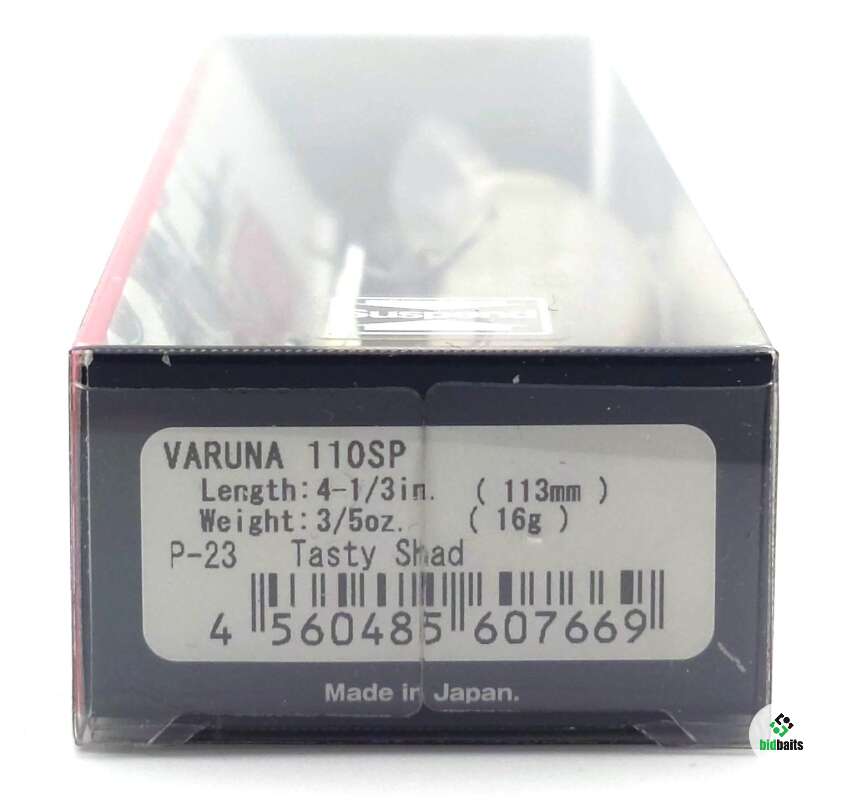 suspend
VARUNA 110SP
Length:4-1/3in. ( 113mm )
Weight:3/5oz. ( 16g )
P-23 Tasty Shad
4 560485 607669
Made in Japan.
bidbaits